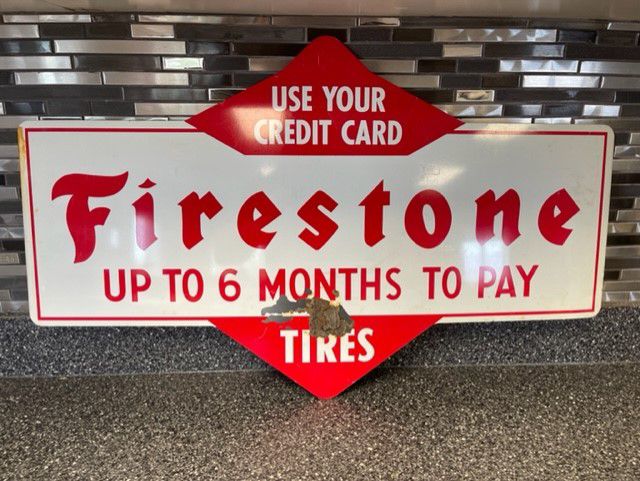 USE YOUR
CREDIT CARD
Firestone
UP TO 6 MONTHS TO PAY
TIRES